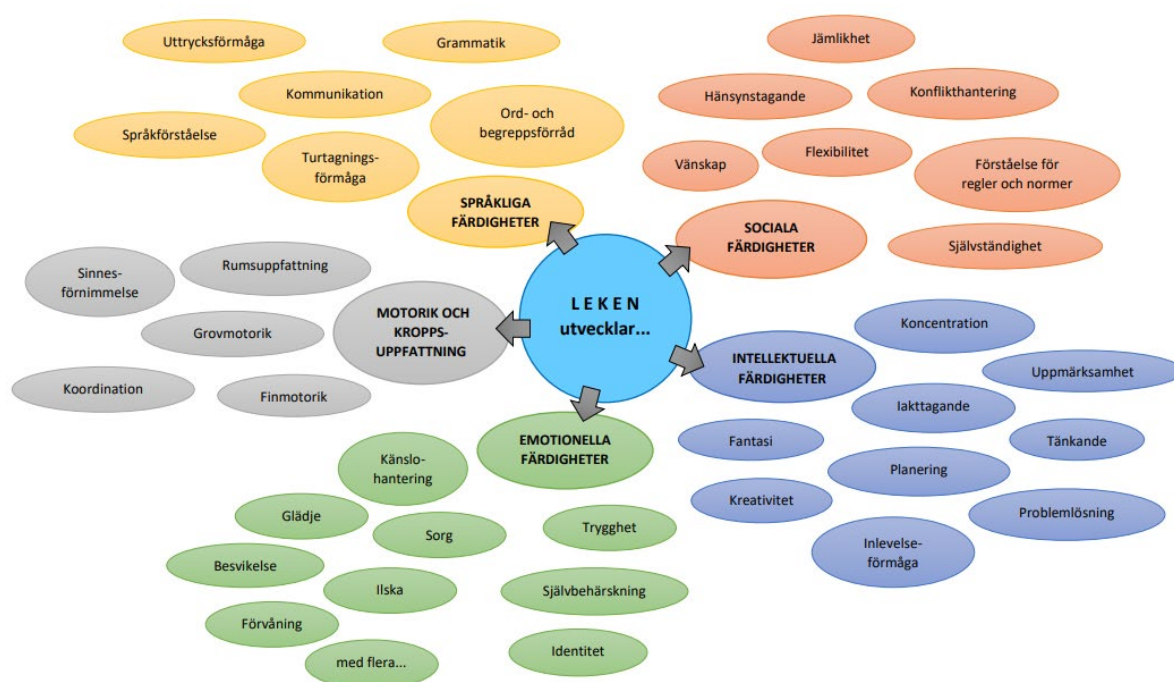 Uttrycksförmåga
Grammatik
Kommunikation
Ord- och
begreppsförråd
Språkförståelse
Turtagnings-
förmåga
SPRÅKLIGA
FÄRDIGHETER
Jämlikhet
Hänsynstagande
Konflikthantering
Flexibilitet
Vänskap
Förståelse för
regler och normer
SOCIALA
FÄRDIGHETER
Självständighet
L E K E N
utvecklar...
Sinnes-
förnimmelse
Rumsuppfattning
Grovmotorik
MOTORIK OCH
KROPPS-
UPPFATTNING
Koordination
Finmotorik
INTELLEKTUELLA
FÄRDIGHETER
Koncentration
Uppmärksamhet
Iakttagande
Fantasi
Tänkande
Planering
Kreativitet
Problemlösning
Inlevelse-
förmåga
EMOTIONELLA
FÄRDIGHETER
Känslo-
hantering
Glädje
Sorg
Trygghet
Besvikelse
Ilska
Självbehärskning
Förvåning
Identitet
med flera...